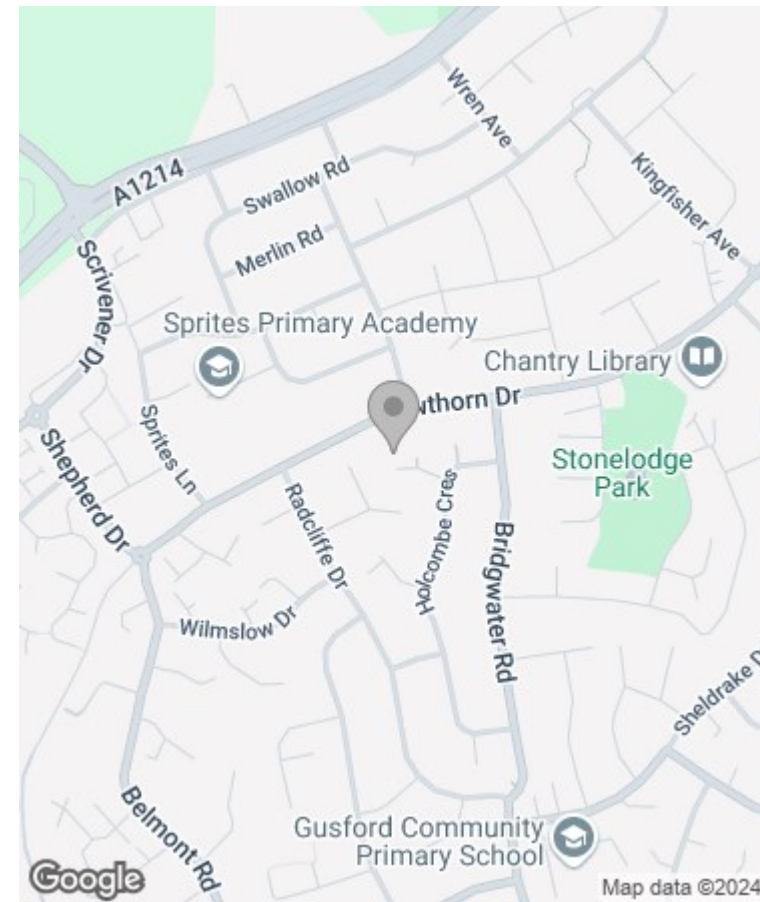 Wren Ave
A1214
Swallow Rd
Kingfisher Ave
Merlin Rd
Scrivener Dr
Sprites Primary Academy
Chantry Library
wthorn Dr
Sprites Ln
Stonelodge
Park
Shepherd Dr
Radcliffe Dr
Holcombe Cres
Bridgwater Rd
Wilmslow Dr
Sheldrake D
Belmont Rd
Gusford Community
Primary School
Google
Map data ©2024